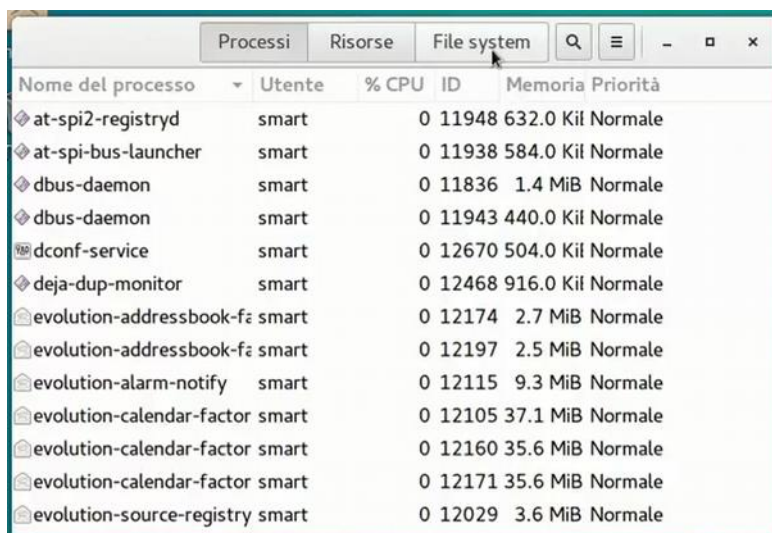 Processi Risorse File system
Nome del processo Utente % CPU ID Memoria Priorità
at-spi2-registryd smart 0 11948 632.0 KiE Normale
at-spi-bus-launcher smart 0 11938 584.0 KiE Normale
dbus-daemon smart 0 11836 1.4 MiB Normale
dbus-daemon smart 0 11943 440.0 KiE Normale
dconf-service smart 0 12670 504.0 KiE Normale
deja-dup-monitor smart 0 12468 916.0 KiE Normale
evolution-addressbook-fa smart 0 12174 2.7 MiB Normale
evolution-addressbook-fa smart 0 12197 2.5 MiB Normale
evolution-alarm-notify smart 0 12115 9.3 MiB Normale
evolution-calendar-factor smart 0 12105 37.1 MiB Normale
evolution-calendar-factor smart 0 12160 35.6 MiB Normale
evolution-calendar-factor smart 0 12171 35.6 MiB Normale
evolution-source-registry smart 0 12029 3.6 MiB Normale